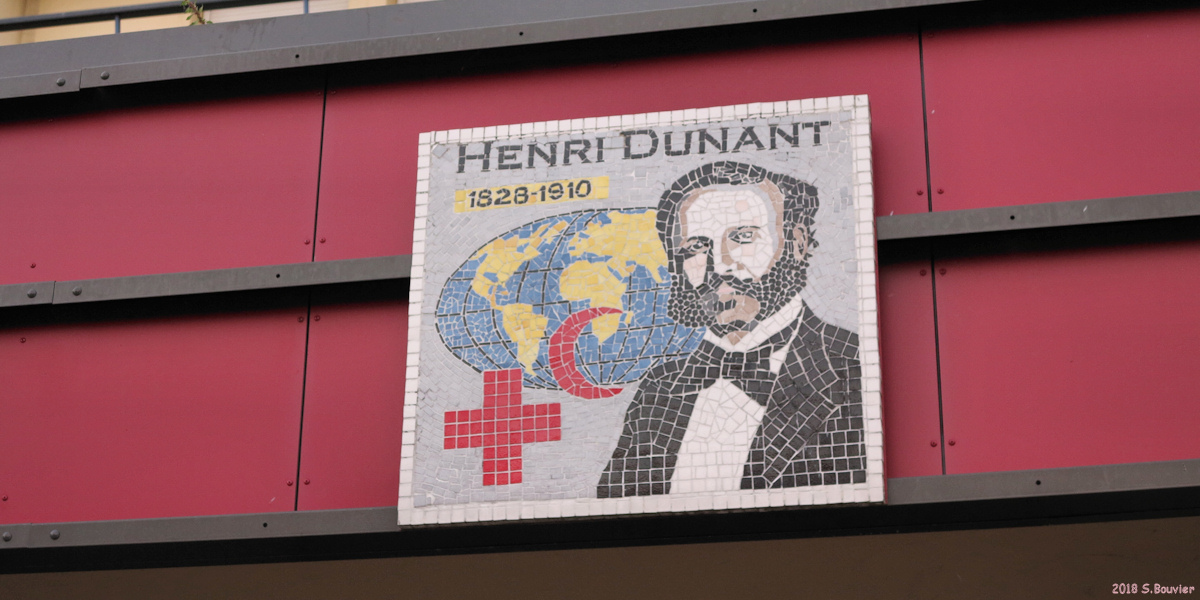 HENRI DUNANT
1828-1910
2018 S.Bouvier